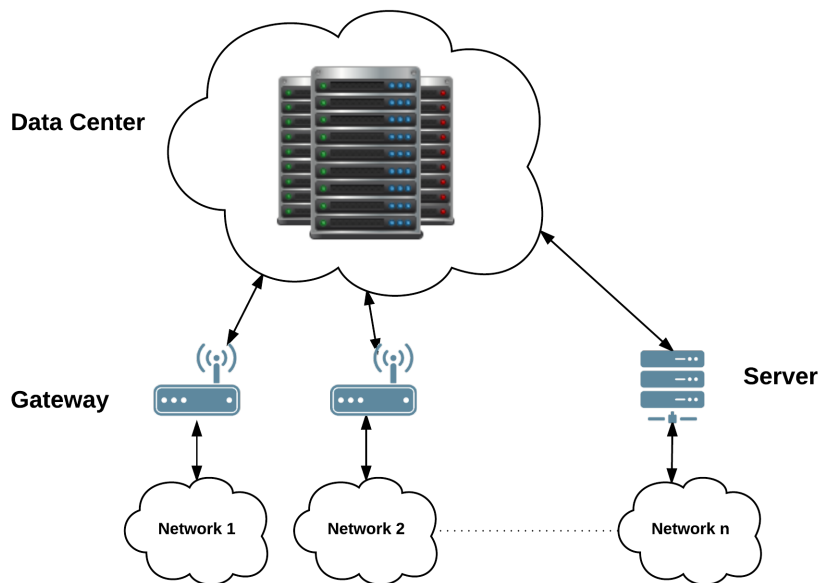 Data Center
Server
Gateway
Network 1
Network 2
Network n